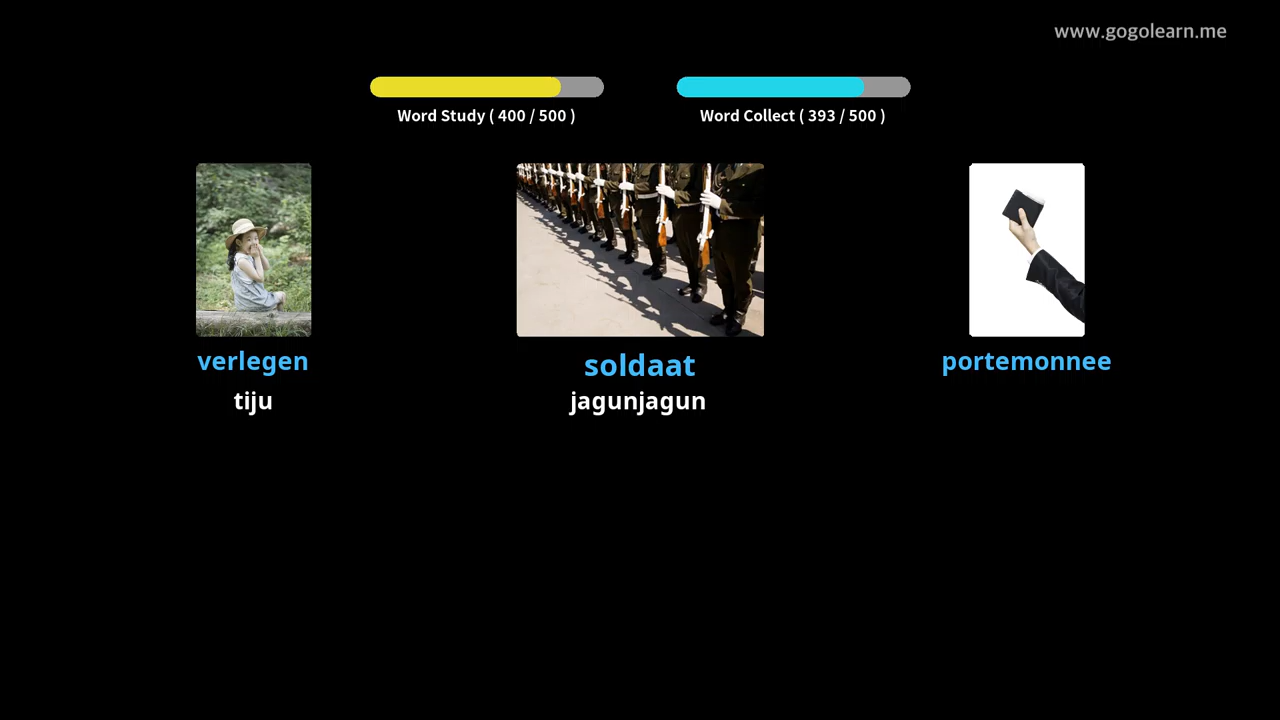 www.gogolearn.me
Word Study ( 400 / 500 )
Word Collect ( 393 / 500 )
verlegen
tiju
soldaat
jagunjagun
portemonnee